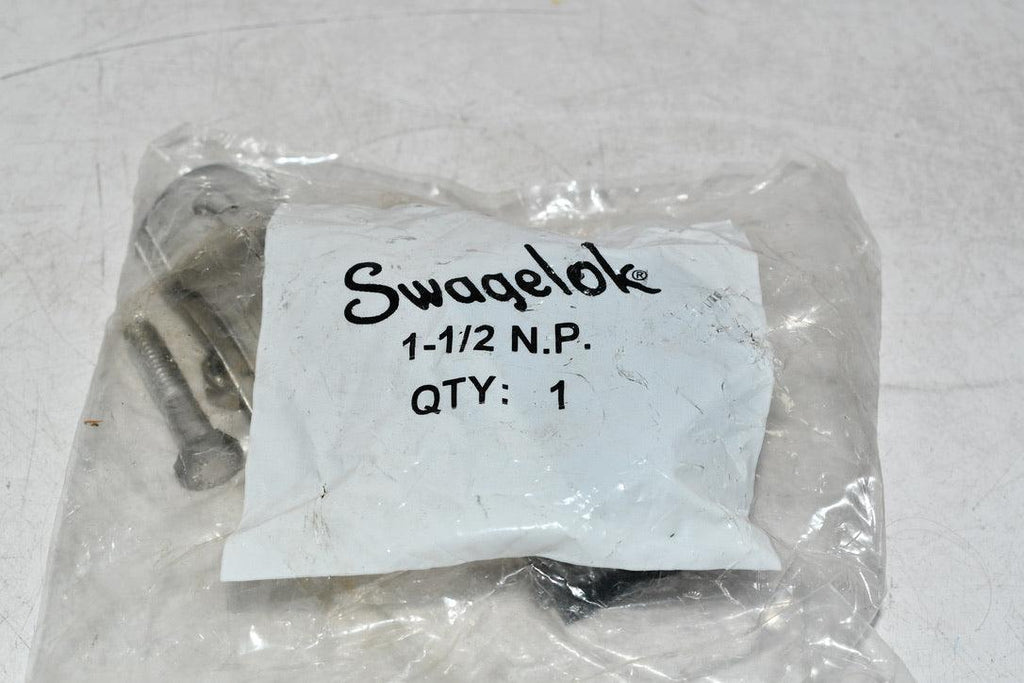 Swagelok®
1-1/2 N.P.
QTY: 1